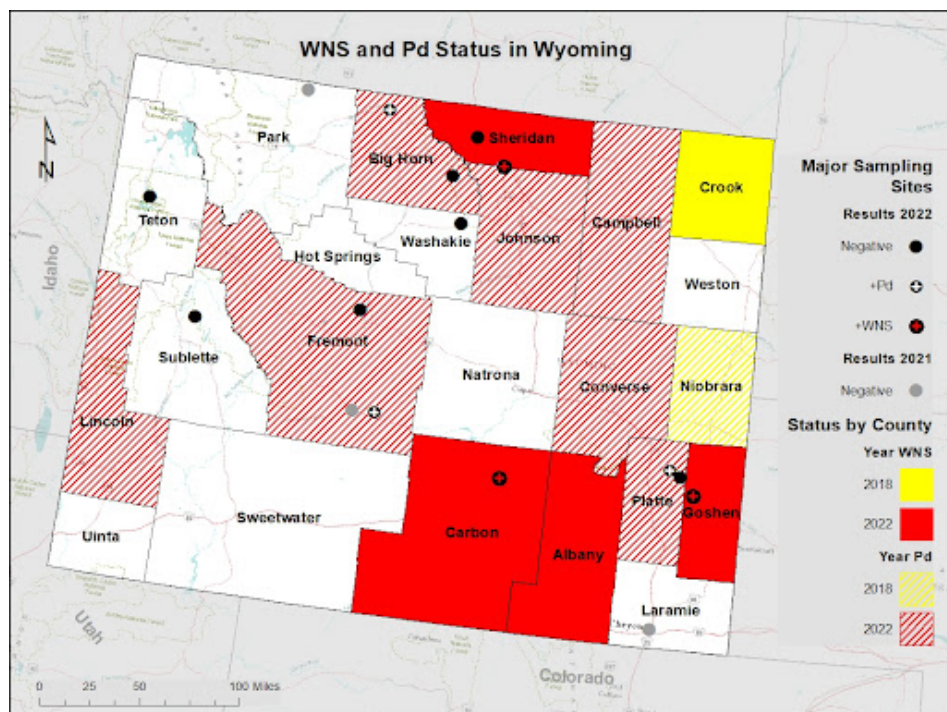 WNS and Pd Status in Wyoming
N
Park
Sheridan
Big Horn
Crook
Teton
Washakie
Johnson
Campbell
Hot Springs
Weston
Idaho
Sublette
Fremont
Natrona
Converse
Niobrara
Lincoln
Platte
Goshen
Sweetwater
Carbon
Albany
Uinta
Laramie
Utah
Colorado
0 25 50 100 Miles
Major Sampling
Sites
Results 2022
Negative
+Pd
+WNS
Results 2021
Negative
Status by County
Year WNS
2018
2022
Year Pd
2018
2022